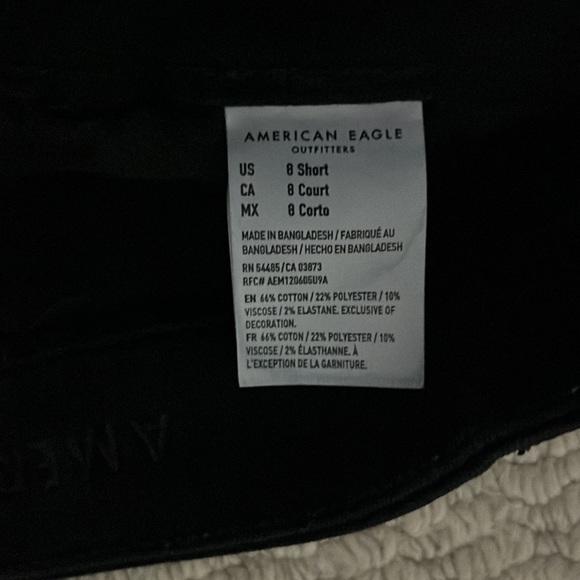 AMERICAN EAGLE
OUTFITTERS
US 8 Short
CA 8 Court
MX 8 Corto
MADE IN BANGLADESH / FABRIQUÉ AU
BANGLADESH / HECHO EN BANGLADESH
RN 54485 / CA 03873
RFC# AEM120605U9A
EN 66% COTTON / 22% POLYESTER / 10%
VISCOSE / 2% ELASTANE. EXCLUSIVE OF
DECORATION.
FR 66% COTON / 22% POLYESTER / 10%
VISCOSE / 2% ÉLASTHANNE. À
L'EXCEPTION DE LA GARNITURE.
AMER